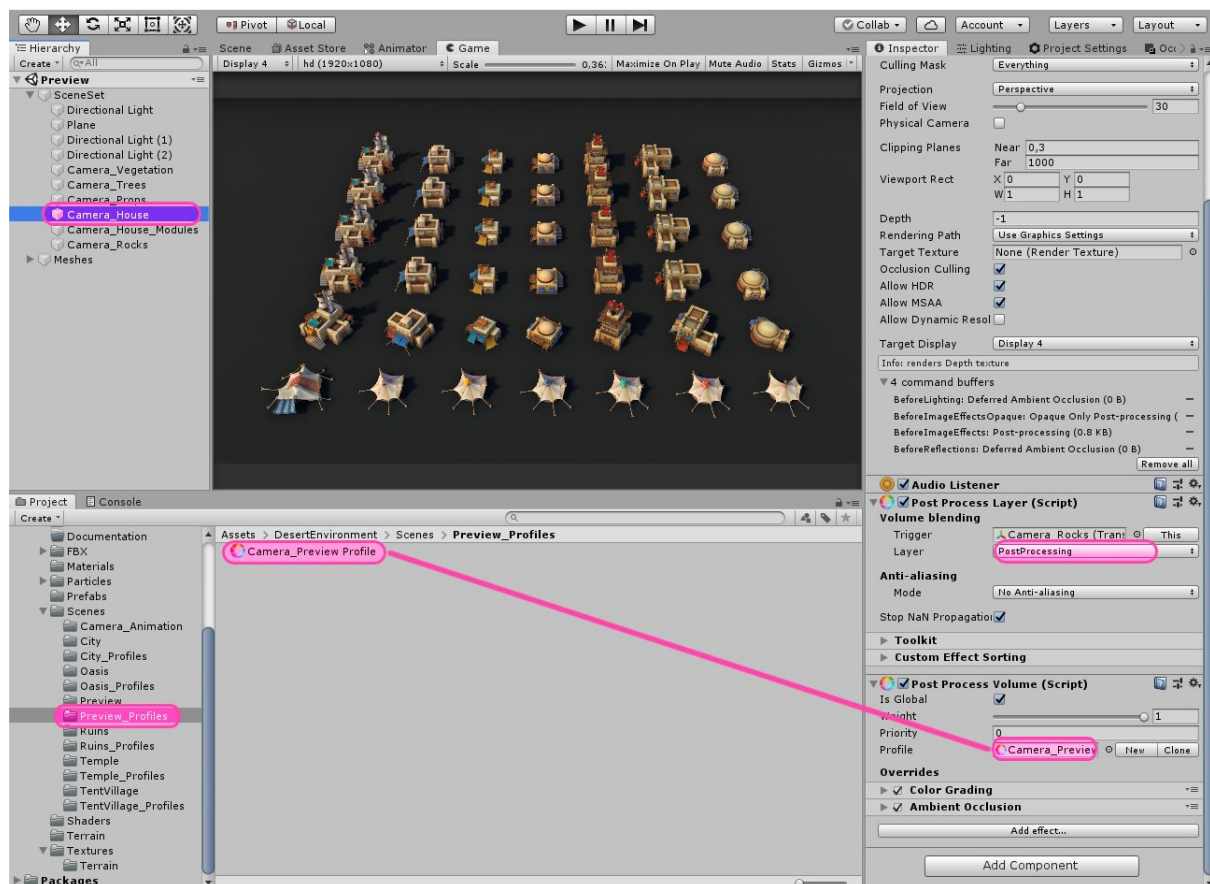 Pivot Local Collab Account Layers Layout
Hierarchy
Create All
Preview
SceneSet
Directional Light
Plane
Directional Light (1)
Directional Light (2)
Camera_Vegetation
Camera_Trees
Camera_Props
Camera_House
Camera_House_Modules
Camera_Rocks
Meshes
Scene Asset Store Animator Game
Display 4 hd (1920x1080) Scale 0,36: Maximize On Play Mute Audio Stats Gizmos
Inspector Lighting Project Settings Occ
Culling Mask Everything
Projection Perspective
Field of View 30
Physical Camera
Clipping Planes Near 0,3
Far 1000
Viewport Rect X 0 Y 0
W 1 H 1
Depth -1
Rendering Path Use Graphics Settings
Target Texture None (Render Texture)
Occlusion Culling
Allow HDR
Allow MSAA
Allow Dynamic Resol
Target Display Display 4
Info: renders Depth texture
4 command buffers
BeforeLighting: Deferred Ambient Occlusion (0 B)
BeforeImageEffectsOpaque: Opaque Only Post-processing (
BeforeImageEffects: Post-processing (0.8 KB)
BeforeReflections: Deferred Ambient Occlusion (0 B)
Remove all
Audio Listener
Post Process Layer (Script)
Volume blending
Trigger Camera_Rocks (Trans This
Layer PostProcessing
Anti-aliasing
Mode No Anti-aliasing
Stop NaN Propagation
Toolkit
Custom Effect Sorting
Post Process Volume (Script)
Is Global
Weight 1
Priority 0
Profile Camera_Preview New Clone
Overrides
Color Grading
Ambient Occlusion
Add effect...
Add Component
Project Console
Create
Documentation
FBX
Materials
Particles
Prefabs
Scenes
Camera_Animation
City
City_Profiles
Oasis
Oasis_Profiles
Preview
Preview_Profiles
Ruins
Ruins_Profiles
Temple
Temple_Profiles
TentVillage
TentVillage_Profiles
Shaders
Terrain
Textures
Terrain
Packages
Assets > DesertEnvironment > Scenes > Preview_Profiles
Camera_Preview Profile